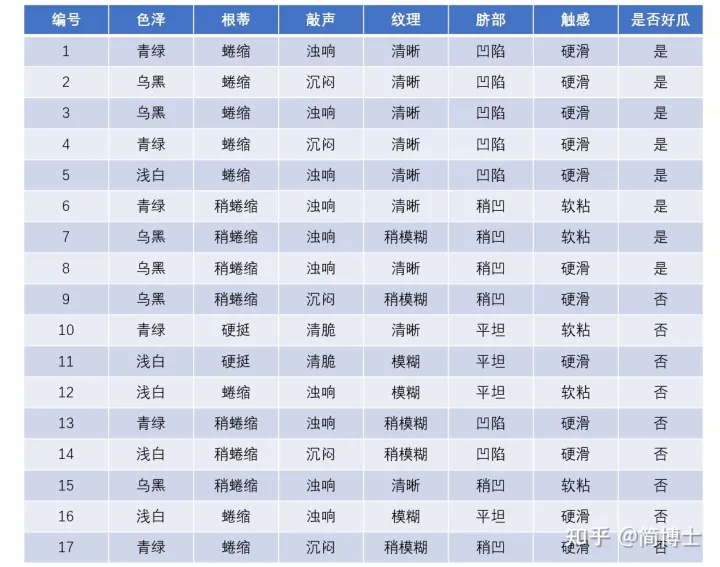 编号 色泽 根蒂 敲声 纹理 脐部 触感 是否好瓜
1 青绿 蜷缩 浊响 清晰 凹陷 硬滑 是
2 乌黑 蜷缩 沉闷 清晰 凹陷 硬滑 是
3 乌黑 蜷缩 浊响 清晰 凹陷 硬滑 是
4 青绿 蜷缩 沉闷 清晰 凹陷 硬滑 是
5 浅白 蜷缩 浊响 清晰 凹陷 硬滑 是
6 青绿 稍蜷缩 浊响 清晰 稍凹 软粘 是
7 乌黑 稍蜷缩 浊响 稍模糊 稍凹 软粘 是
8 乌黑 稍蜷缩 浊响 清晰 稍凹 硬滑 是
9 乌黑 稍蜷缩 沉闷 稍模糊 稍凹 硬滑 否
10 青绿 硬挺 清脆 清晰 平坦 软粘 否
11 浅白 硬挺 清脆 模糊 平坦 硬滑 否
12 浅白 蜷缩 浊响 模糊 平坦 软粘 否
13 青绿 稍蜷缩 浊响 稍模糊 凹陷 硬滑 否
14 浅白 稍蜷缩 沉闷 稍模糊 凹陷 硬滑 否
15 乌黑 稍蜷缩 浊响 清晰 稍凹 软粘 否
16 浅白 蜷缩 浊响 模糊 平坦 硬滑 否
17 青绿 蜷缩 沉闷 稍模糊 稍凹 硬滑 否
知乎 @简博士